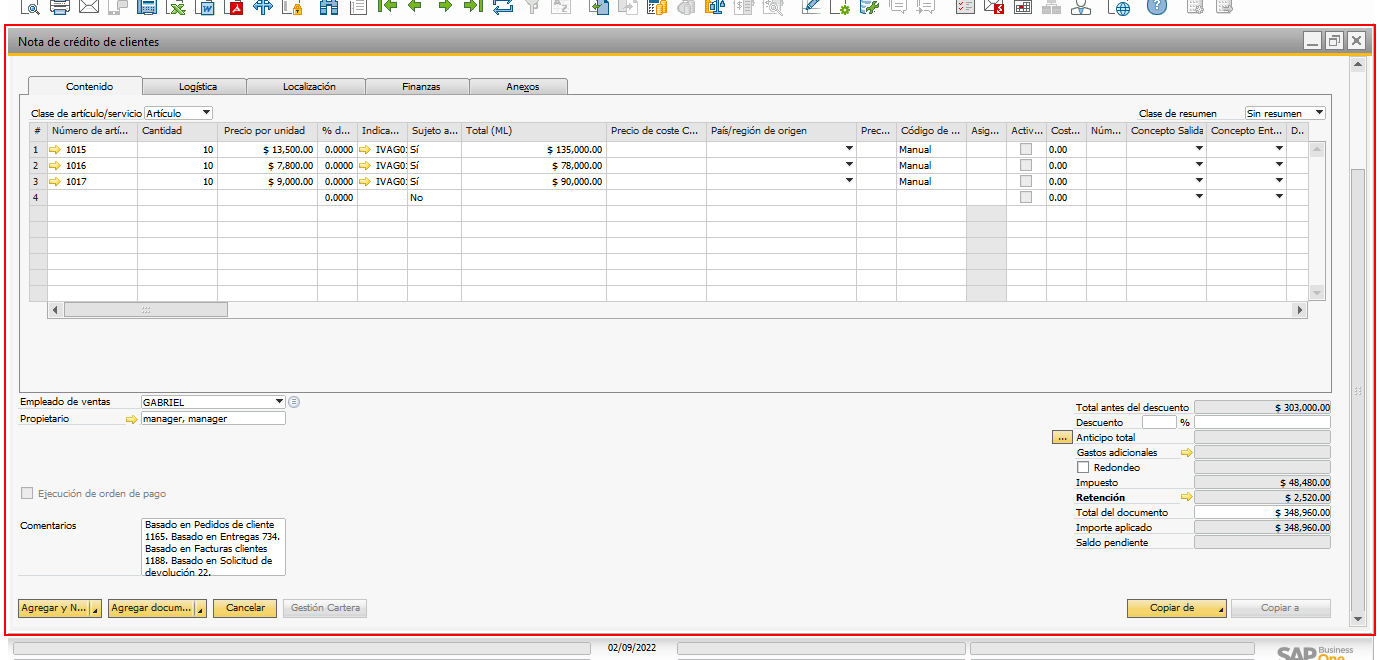 Nota de crédito de clientes
Contenido Logística Localización Finanzas Anexos
Clase de artículo/servicio Artículo Clase de resumen Sin resumen
# Número de artí... Cantidad Precio por unidad % d... Indica... Sujeto a... Total (ML) Precio de coste C... País/región de origen Prec... Código de ... Asig... Activ... Cost... Núm... Concepto Salida Concepto Ent... D..
1 1015 10 $ 13,500.00 0.0000 IVAG0 Sí $ 135,000.00 Manual 0.00
2 1016 10 $ 7,800.00 0.0000 IVAG0 Sí $ 78,000.00 Manual 0.00
3 1017 10 $ 9,000.00 0.0000 IVAG0 Sí $ 90,000.00 Manual 0.00
4 0.0000 No 0.00
Empleado de ventas GABRIEL
Propietario manager, manager
Total antes del descuento $ 303,000.00
Descuento %
... Anticipo total
Gastos adicionales
Redondeo
Impuesto $ 48,480.00
Retención $ 2,520.00
Total del documento $ 348,960.00
Importe aplicado $ 348,960.00
Saldo pendiente
Ejecución de orden de pago
Comentarios
Basado en Pedidos de cliente
1165. Basado en Entregas 734.
Basado en Facturas clientes
1188. Basado en Solicitud de
devolución 22.
Agregar y N... Agregar docum... Cancelar Gestión Cartera Copiar de Copiar a
02/09/2022
SAP Business
One